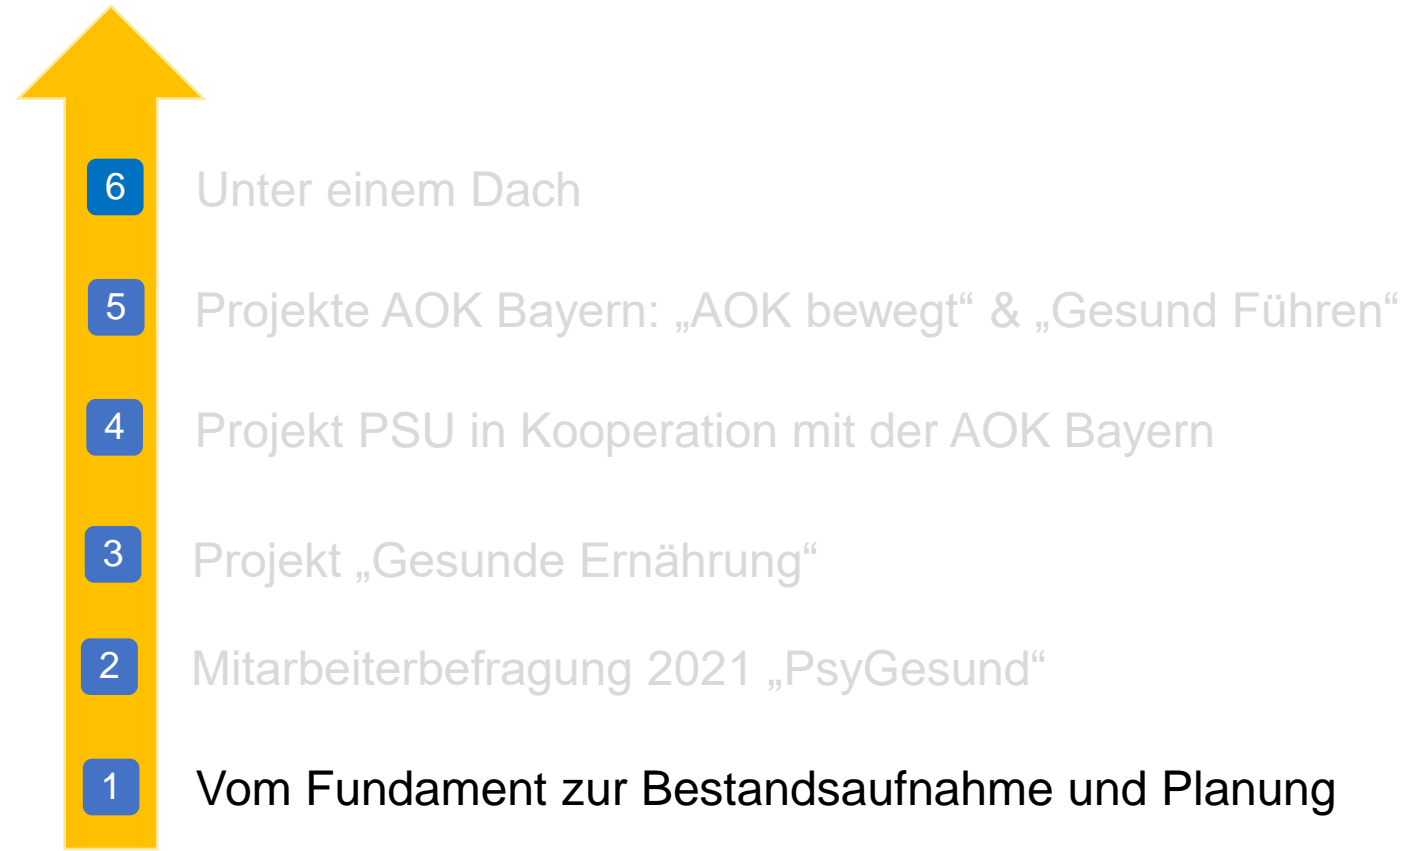 6 Unter einem Dach
5 Projekte AOK Bayern: „AOK bewegt“ & „Gesund Führen“
4 Projekt PSU in Kooperation mit der AOK Bayern
3 Projekt „Gesunde Ernährung“
2 Mitarbeiterbefragung 2021 „PsyGesund“
1 Vom Fundament zur Bestandsaufnahme und Planung